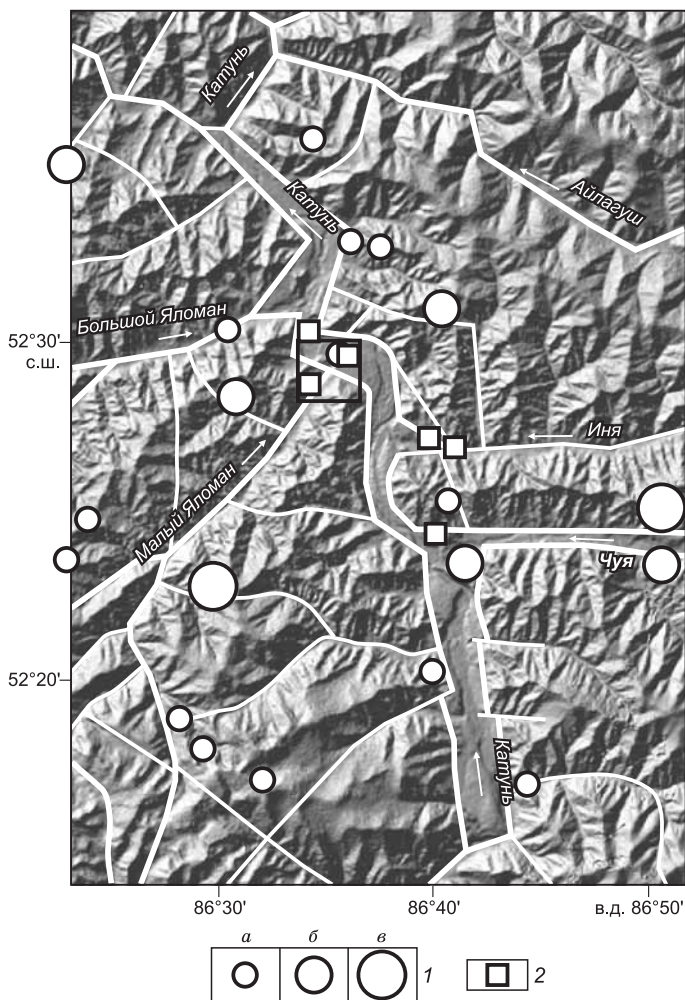 Катунь
Айлагуш
Катунь
Большой Яломан
52°30'
с.ш.
Иня
Малый Яломан
Чуя
52°20'
Катунь
86°30' 86°40' в.д. 86°50'
а б в
1 2